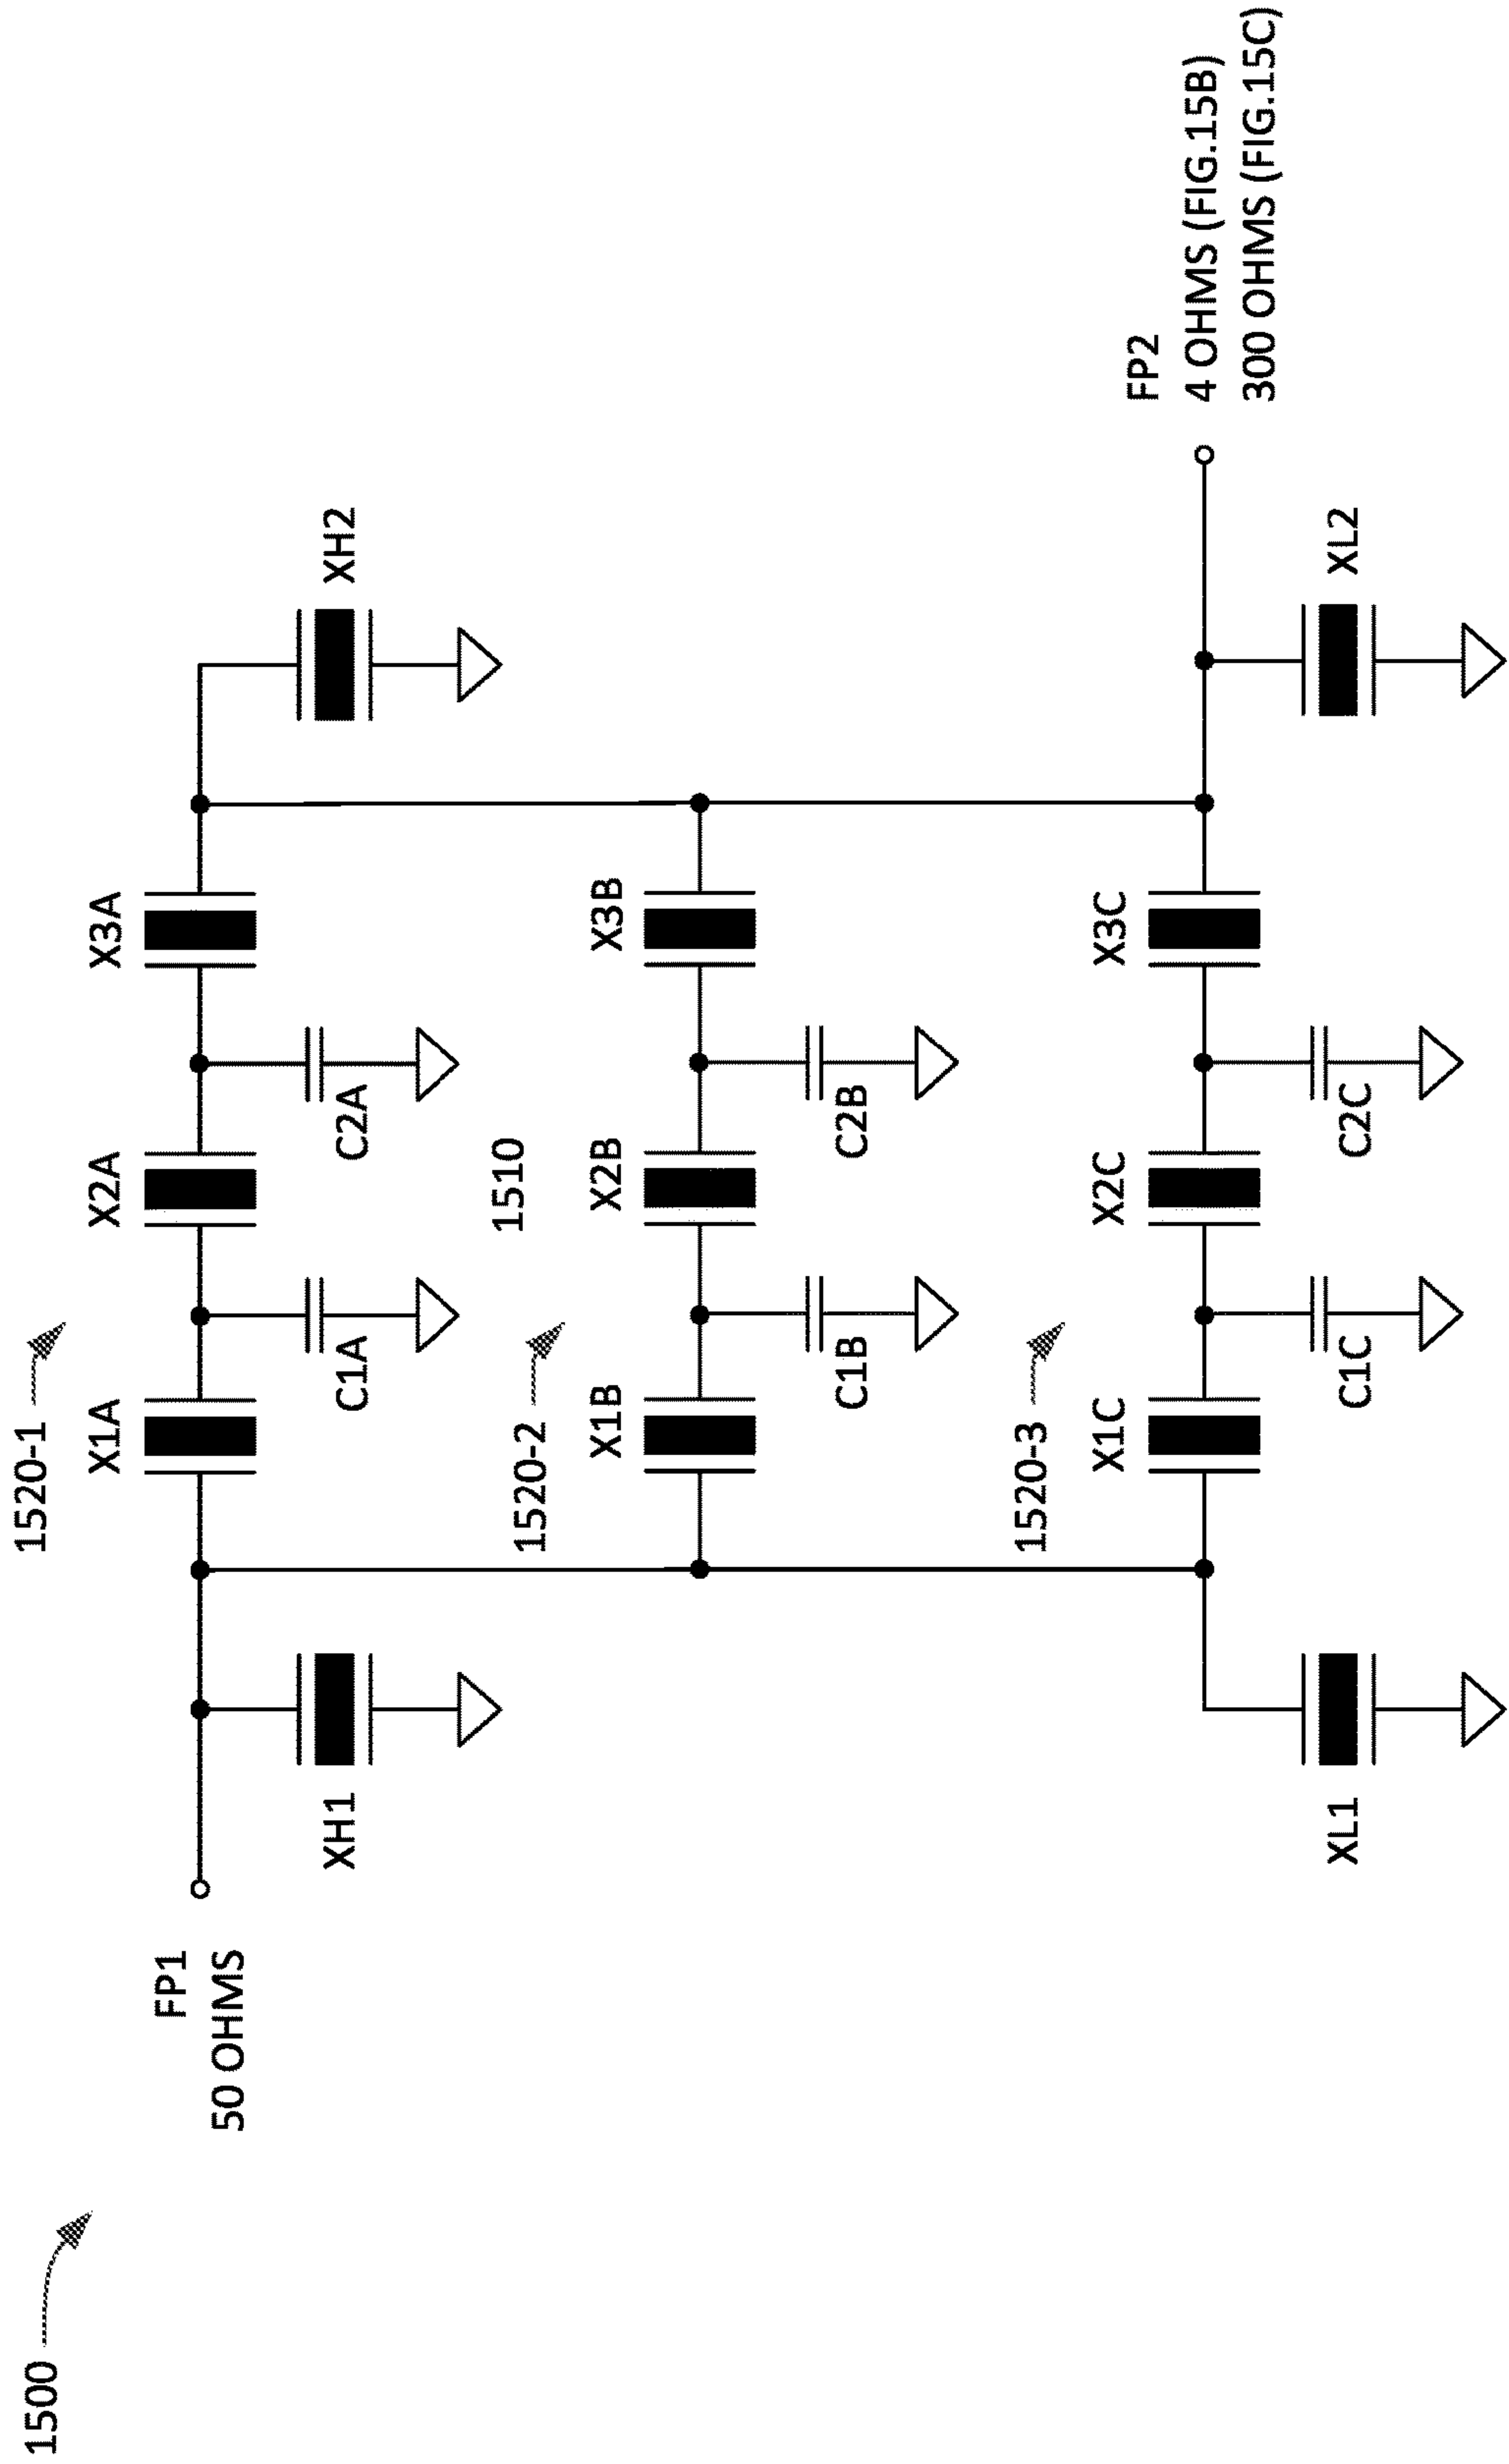 1500
1520-1
X1A
X2A
X3A
FP1
50 OHMS
XH1
C1A
C2A
XH2
1510
1520-2
X1B
X2B
X3B
C1B
C2B
1520-3
X1C
X2C
X3C
FP2
4 OHMS (FIG.15B)
300 OHMS (FIG.15C)
XL1
C1C
C2C
XL2